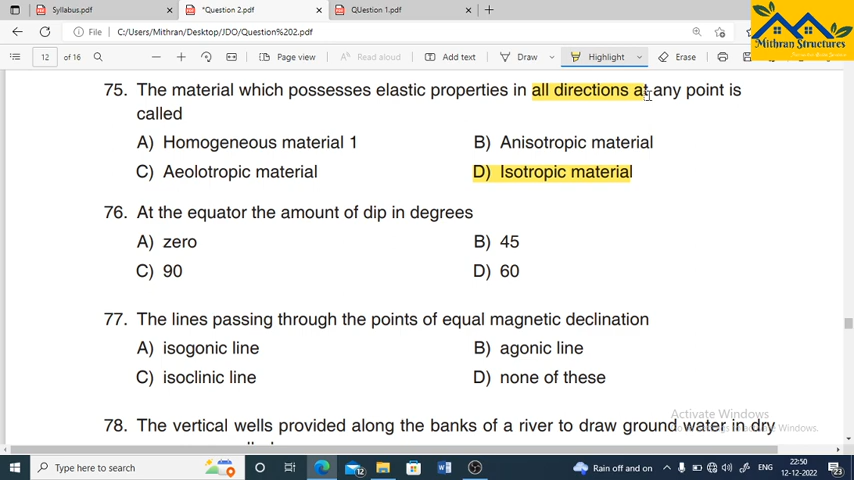 Syllabus.pdf
*Question 2.pdf
QUestion 1.pdf
File
C:/Users/Mithran/Desktop/JDO/Question%202.pdf
Mithran Structures
12 of 16
Page view
Read aloud
Add text
Draw
Highlight
Erase
75. The material which possesses elastic properties in all directions at any point is
called
A) Homogeneous material 1
B) Anisotropic material
C) Aeolotropic material
D) Isotropic material
76. At the equator the amount of dip in degrees
A) zero
B) 45
C) 90
D) 60
77. The lines passing through the points of equal magnetic declination
A) isogonic line
B) agonic line
C) isoclinic line
D) none of these
Activate Windows
78. The vertical wells provided along the banks of a river to draw ground water in dry
Type here to search
12
Rain off and on
ENG
22:50
12-12-2022
23